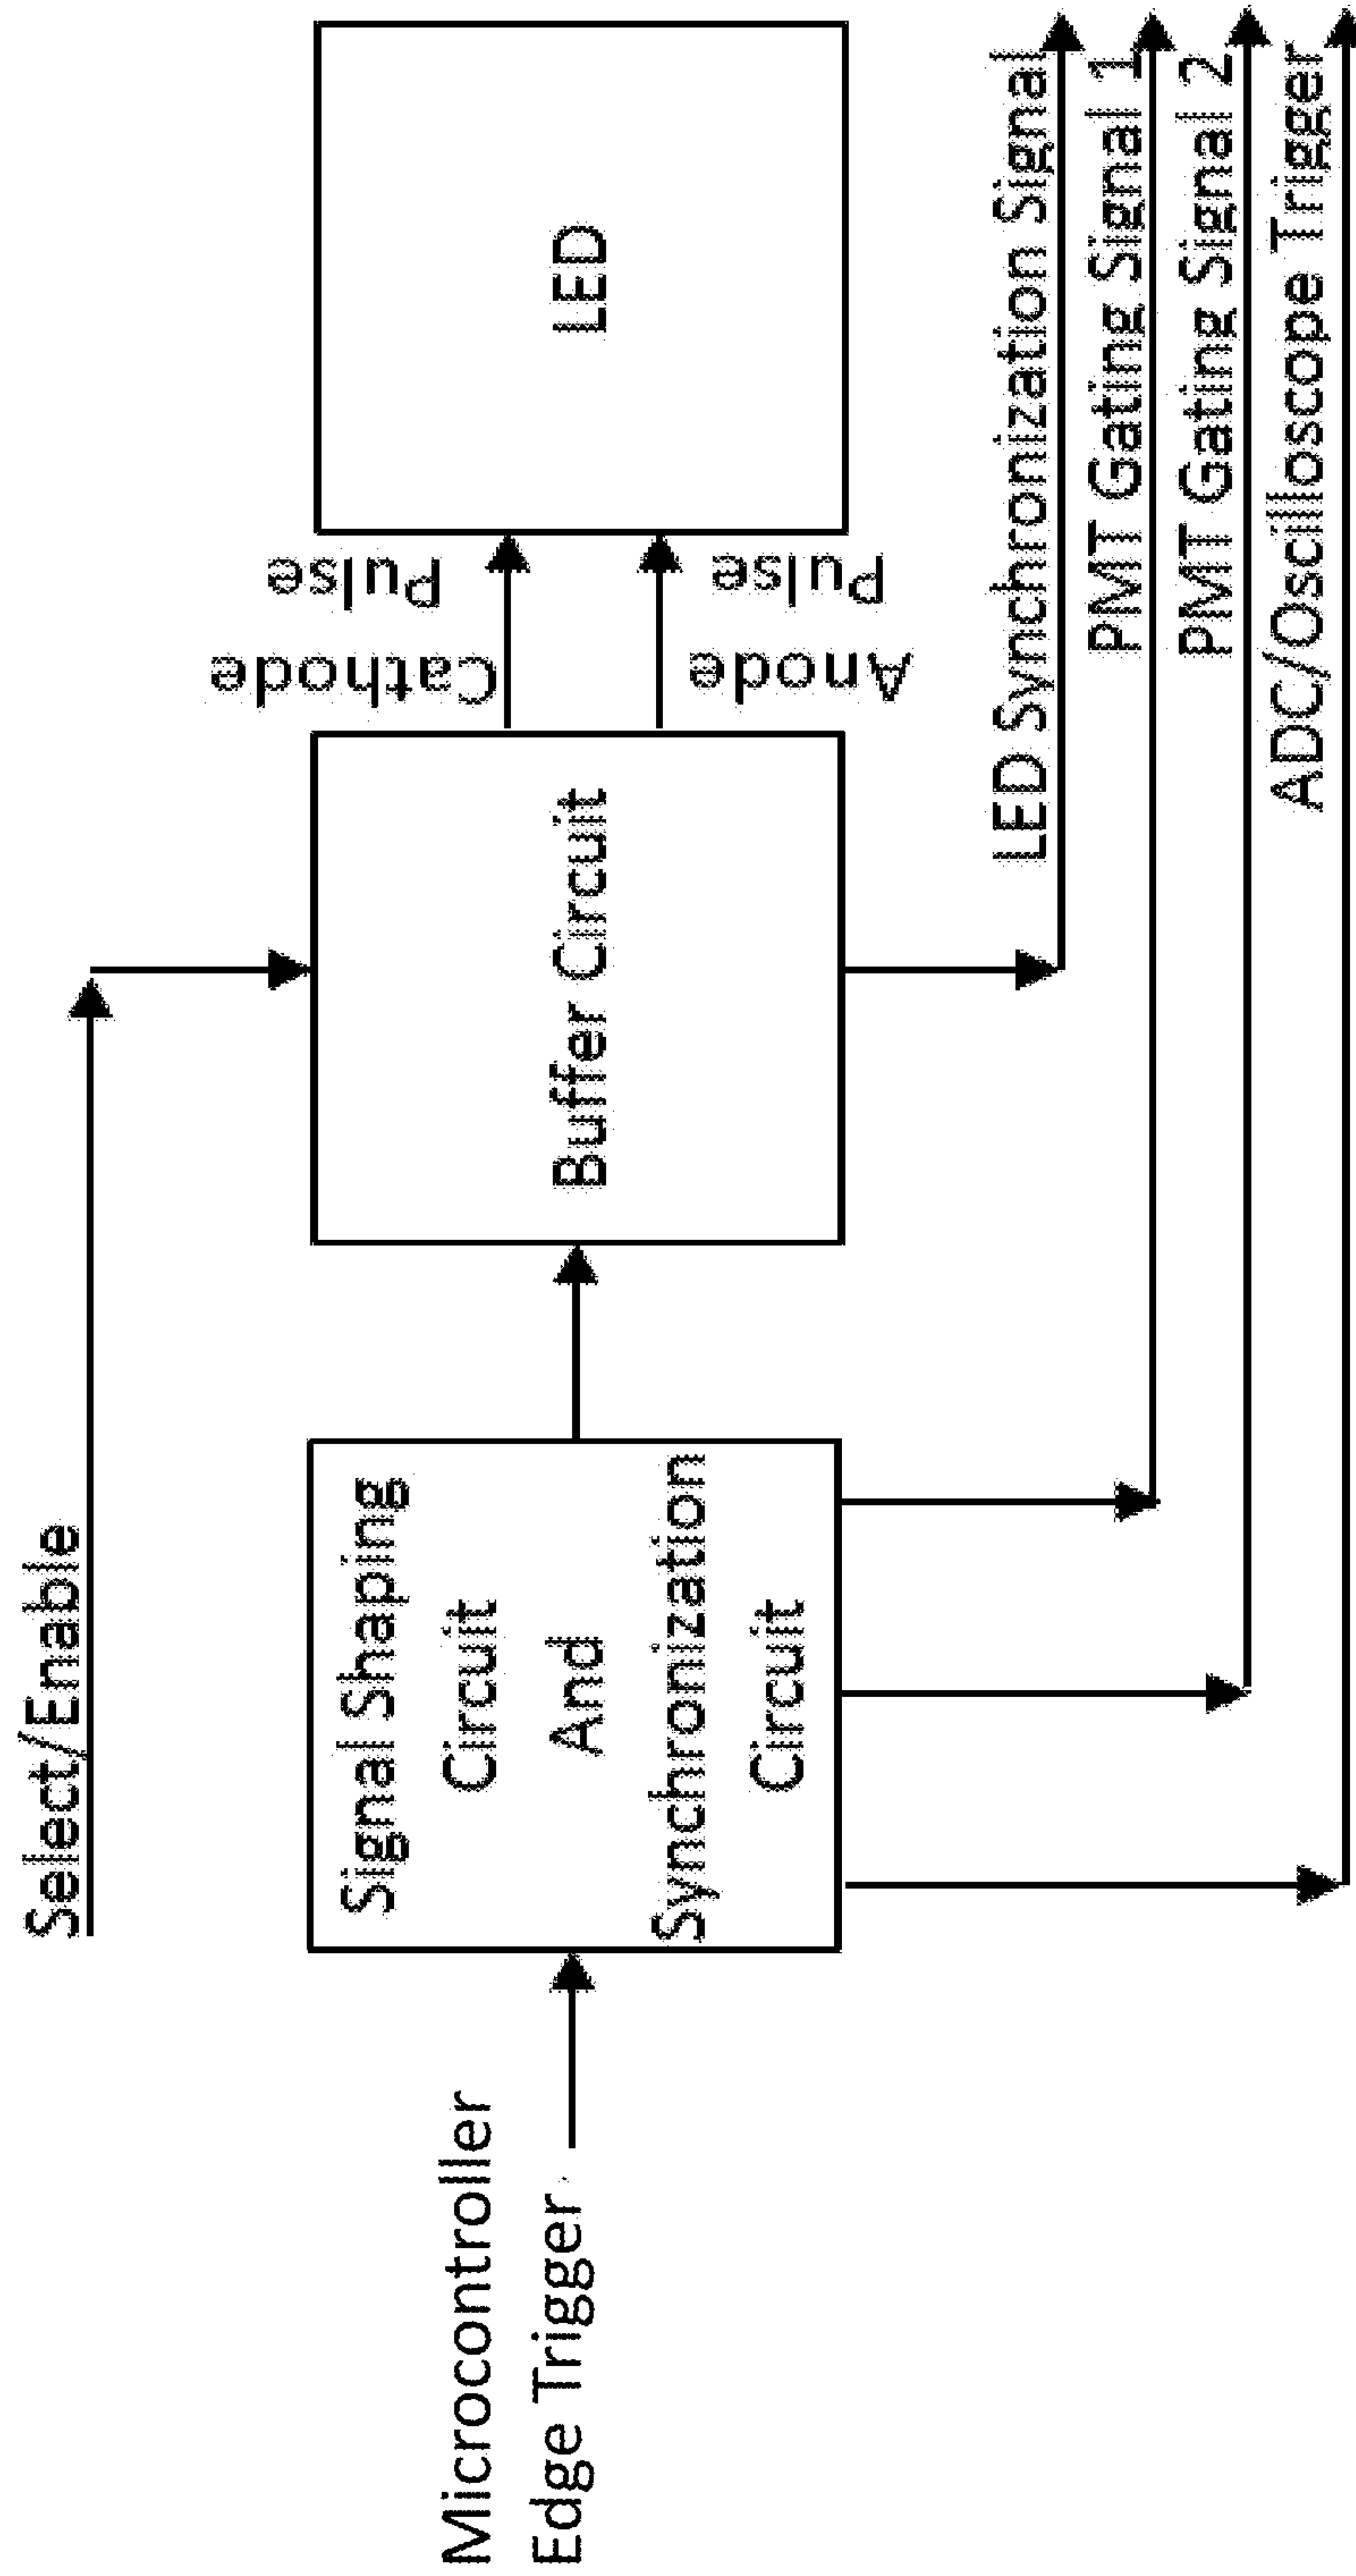 Select/Enable
Microcontroller
Edge Trigger
Signal Shaping
Circuit
And
Synchronization
Circuit
Buffer Circuit
Cathode
Pulse
Anode
Pulse
LED
LED Synchronization Signal
PMT Gating Signal 1
PMT Gating Signal 2
ADC/Oscilloscope Trigger